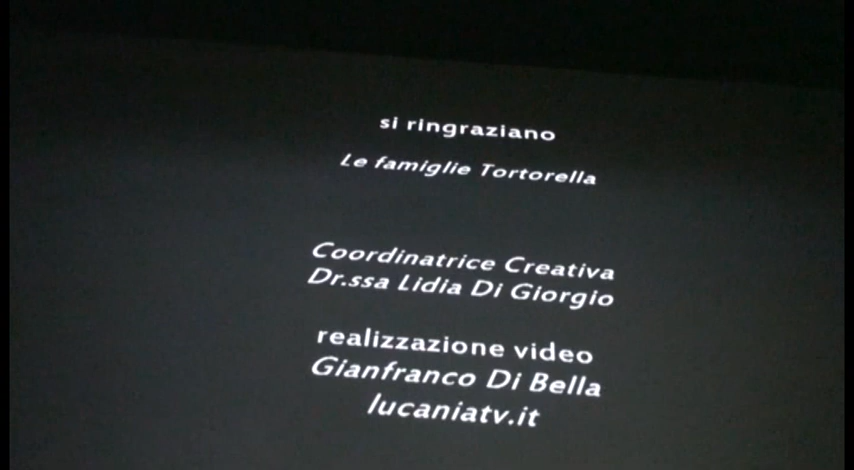 si ringraziano
Le famiglie Tortorella
Coordinatrice Creativa
Dr.ssa Lidia Di Giorgio
realizzazione video
Gianfranco Di Bella
lucaniatv.it